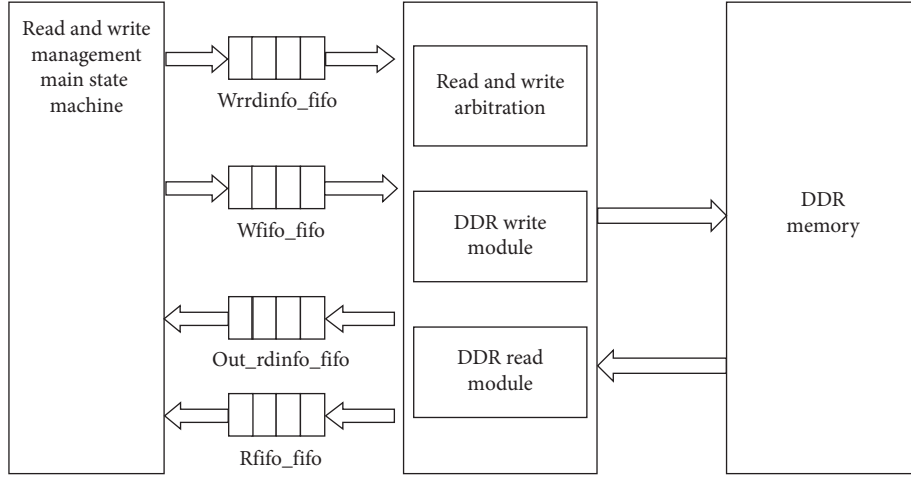 Read and write
management
main state
machine
Wrrdinfo_fifo
Wfifo_fifo
Out_rdinfo_fifo
Rfifo_fifo
Read and write
arbitration
DDR write
module
DDR read
module
DDR
memory